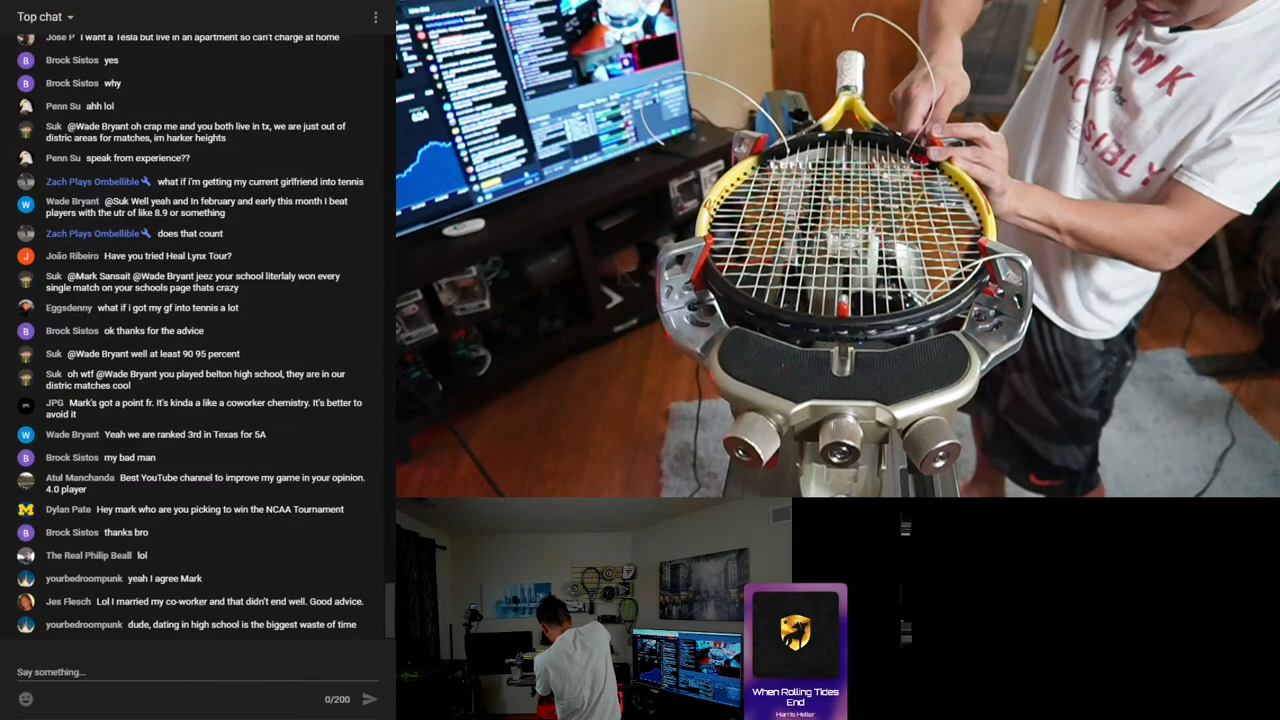 Top chat
Jose P I want a Tesla but live in an apartment so can't charge at home
Brock Sistos yes
Brock Sistos why
Penn Su ahh lol
Suk @Wade Bryant oh crap me and you both live in tx, we are just out of
distric areas for matches, im harker heights
Penn Su speak from experience??
Zach Plays Ombellible what if i'm getting my current girlfriend into tennis
Wade Bryant @Suk Well yeah and In february and early this month I beat
players with the utr of like 8.9 or something
Zach Plays Ombellible does that count
João Ribeiro Have you tried Heal Lynx Tour?
Suk @Mark Sansait @Wade Bryant jeez your school literlaly won every
single match on your schools page thats crazy
Eggsdenny what if i got my gf into tennis a lot
Brock Sistos ok thanks for the advice
Suk @Wade Bryant well at least 90 95 percent
Suk oh wtf @Wade Bryant you played belton high school, they are in our
distric matches cool
JPG Mark's got a point fr. It's kinda a like a coworker chemistry. It's better to
avoid it
Wade Bryant Yeah we are ranked 3rd in Texas for 5A
Brock Sistos my bad man
Atul Manchanda Best YouTube channel to improve my game in your opinion.
4.0 player
Dylan Pate Hey mark who are you picking to win the NCAA Tournament
Brock Sistos thanks bro
The Real Philip Beall lol
yourbedroompunk yeah I agree Mark
Jes Flesch Lol I married my co-worker and that didn't end well. Good advice.
yourbedroompunk dude, dating in high school is the biggest waste of time
Say something...
0/200
When Rolling Tides
End
Harris Heller